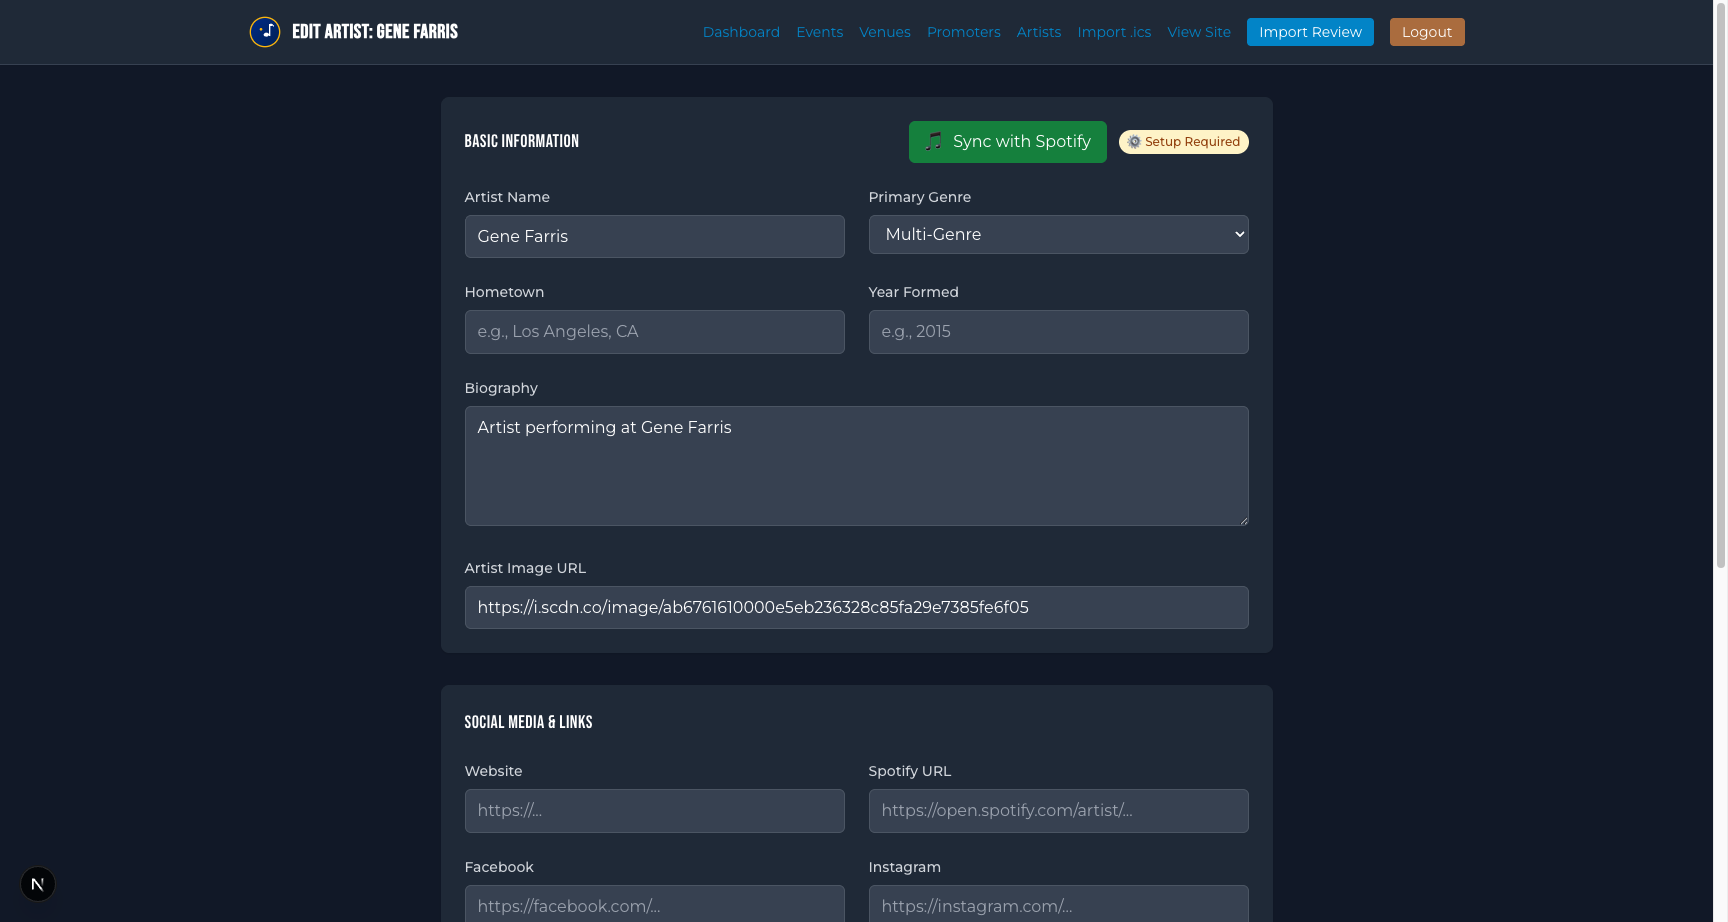 EDIT ARTIST: GENE FARRIS
Dashboard Events Venues Promoters Artists Import .ics View Site Import Review Logout
BASIC INFORMATION
Sync with Spotify Setup Required
Artist Name Primary Genre
Gene Farris Multi-Genre
Hometown Year Formed
e.g., Los Angeles, CA e.g., 2015
Biography
Artist performing at Gene Farris
Artist Image URL
https://i.scdn.co/image/ab6761610000e5eb236328c85fa29e7385fe6f05
SOCIAL MEDIA & LINKS
Website Spotify URL
https://... https://open.spotify.com/artist/...
Facebook Instagram
https://facebook.com/... https://instagram.com/...
N